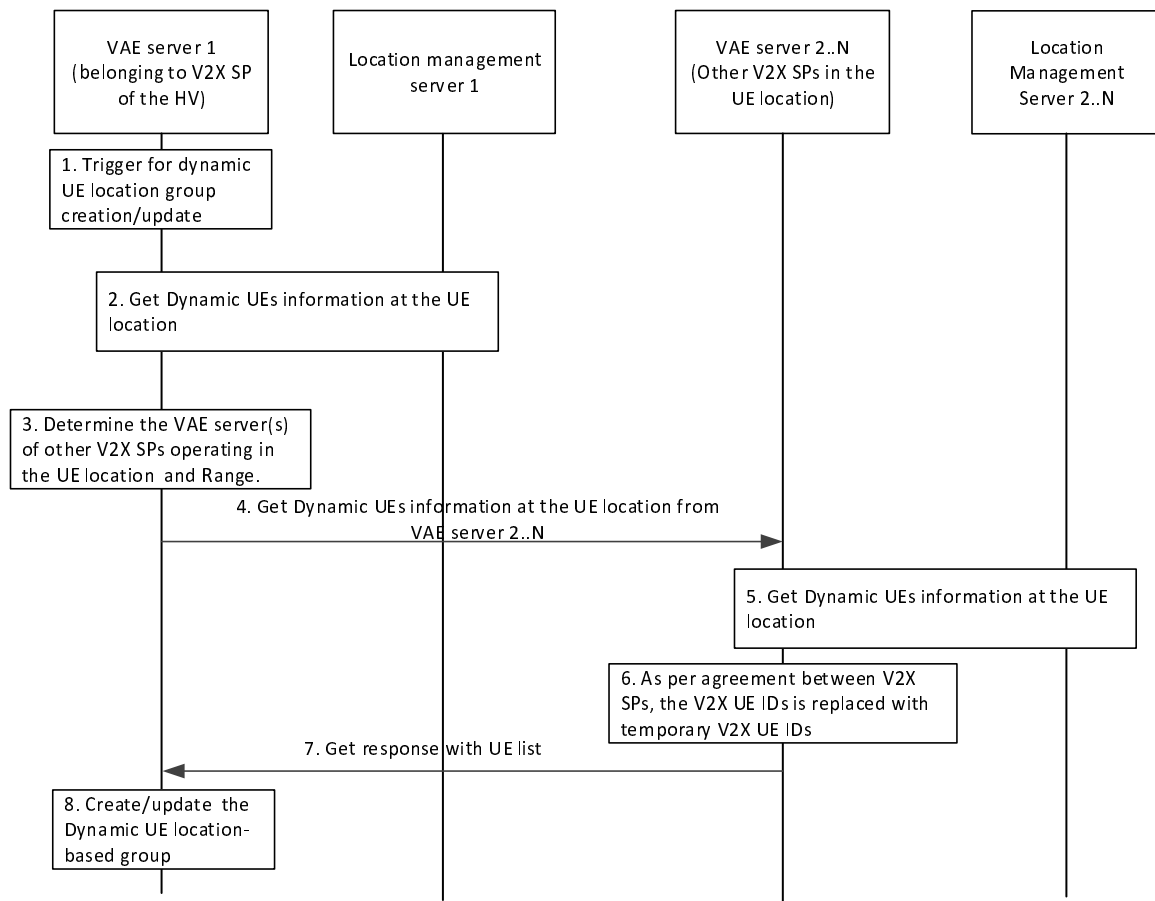 VAE server 1
(belonging to V2X SP
of the HV)
Location management
server 1
VAE server 2..N
(Other V2X SPs in the
UE location)
Location
Management
Server 2..N
1. Trigger for dynamic
UE location group
creation/update
2. Get Dynamic UEs information at the UE
location
3. Determine the VAE server(s)
of other V2X SPs operating in
the UE location and Range.
4. Get Dynamic UEs information at the UE location from
VAE server 2..N
5. Get Dynamic UEs information at the UE
location
6. As per agreement between V2X
SPs, the V2X UE IDs is replaced with
temporary V2X UE IDs
7. Get response with UE list
8. Create/update the
Dynamic UE location-
based group